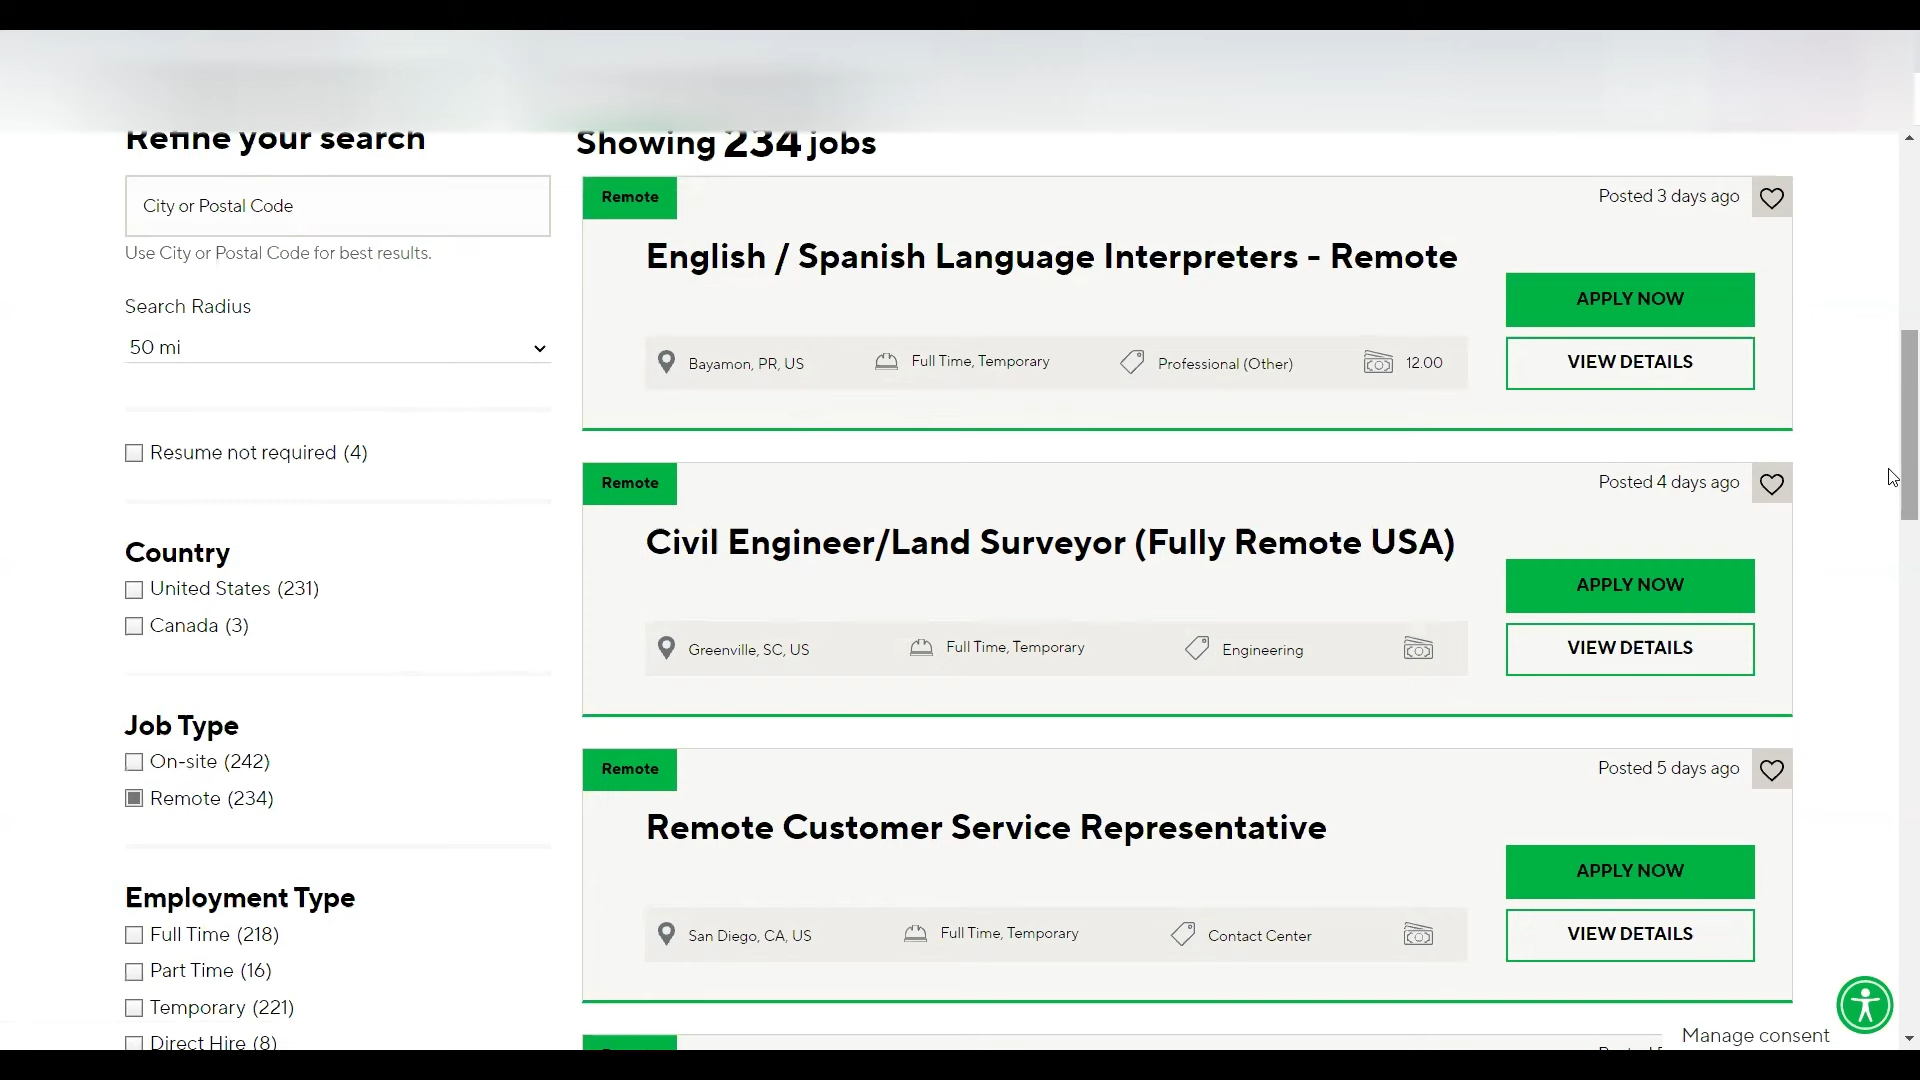 Refine your search
City or Postal Code
Use City or Postal Code for best results.
Search Radius
50 mi
Resume not required (4)
Country
United States (231)
Canada (3)
Job Type
On-site (242)
Remote (234)
Employment Type
Full Time (218)
Part Time (16)
Temporary (221)
Direct Hire (8)
Showing 234 jobs
Remote
Posted 3 days ago
English / Spanish Language Interpreters - Remote
APPLY NOW
Bayamon, PR, US
Full Time, Temporary
Professional (Other)
12.00
VIEW DETAILS
Remote
Posted 4 days ago
Civil Engineer/Land Surveyor (Fully Remote USA)
APPLY NOW
Greenville, SC, US
Full Time, Temporary
Engineering
VIEW DETAILS
Remote
Posted 5 days ago
Remote Customer Service Representative
APPLY NOW
San Diego, CA, US
Full Time, Temporary
Contact Center
VIEW DETAILS
Manage consent